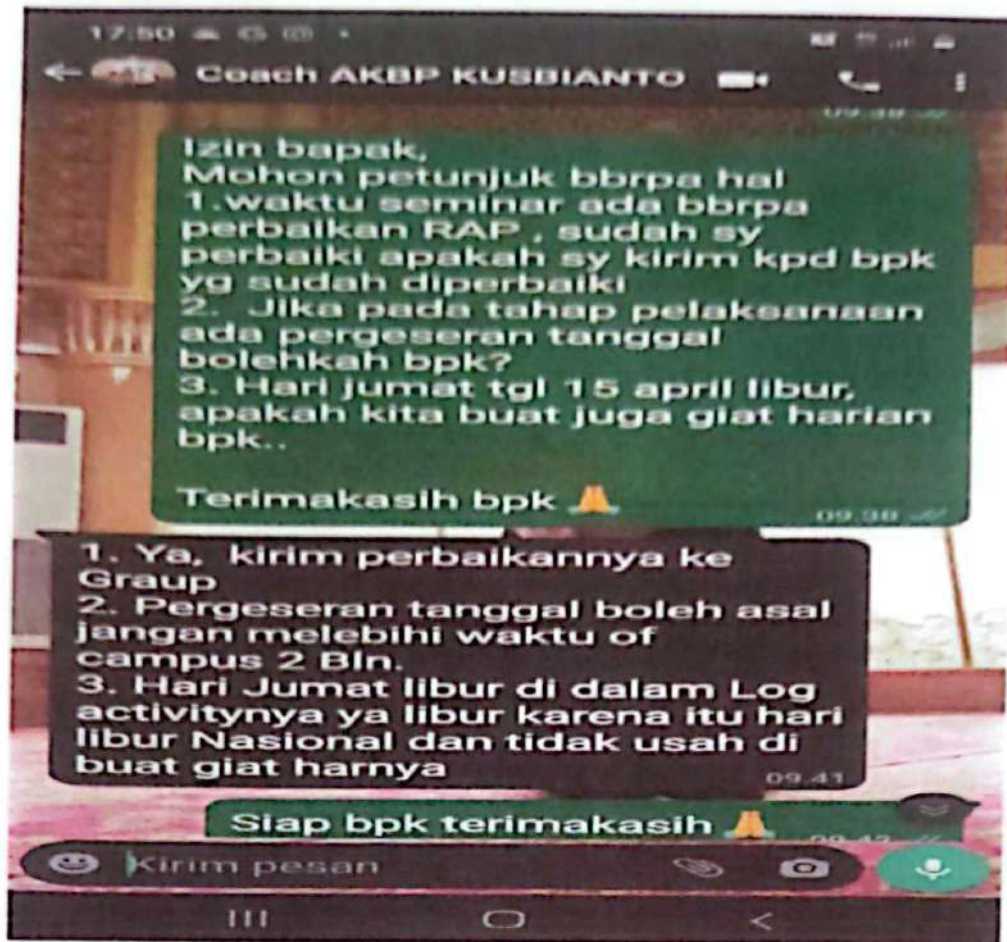 17:50
Coach AKBP KUSBIANTO
09.38
Izin bapak,
Mohon petunjuk bbrpa hal
1.waktu seminar ada bbrpa
perbaikan RAP , sudah sy
perbaiki apakah sy kirim kpd bpk
yg sudah diperbaiki
2. Jika pada tahap pelaksanaan
ada pergeseran tanggal
bolehkah bpk?
3. Hari jumat tgl 15 april libur,
apakah kita buat juga giat harian
bpk..
Terimakasih bpk 🙏
09.38
1. Ya, kirim perbaikannya ke
Graup
2. Pergeseran tanggal boleh asal
jangan melebihi waktu of
campus 2 Bln.
3. Hari Jumat libur di dalam Log
activitynya ya libur karena itu hari
libur Nasional dan tidak usah di
buat giat harnya
09.41
Siap bpk terimakasih 🙏
Kirim pesan